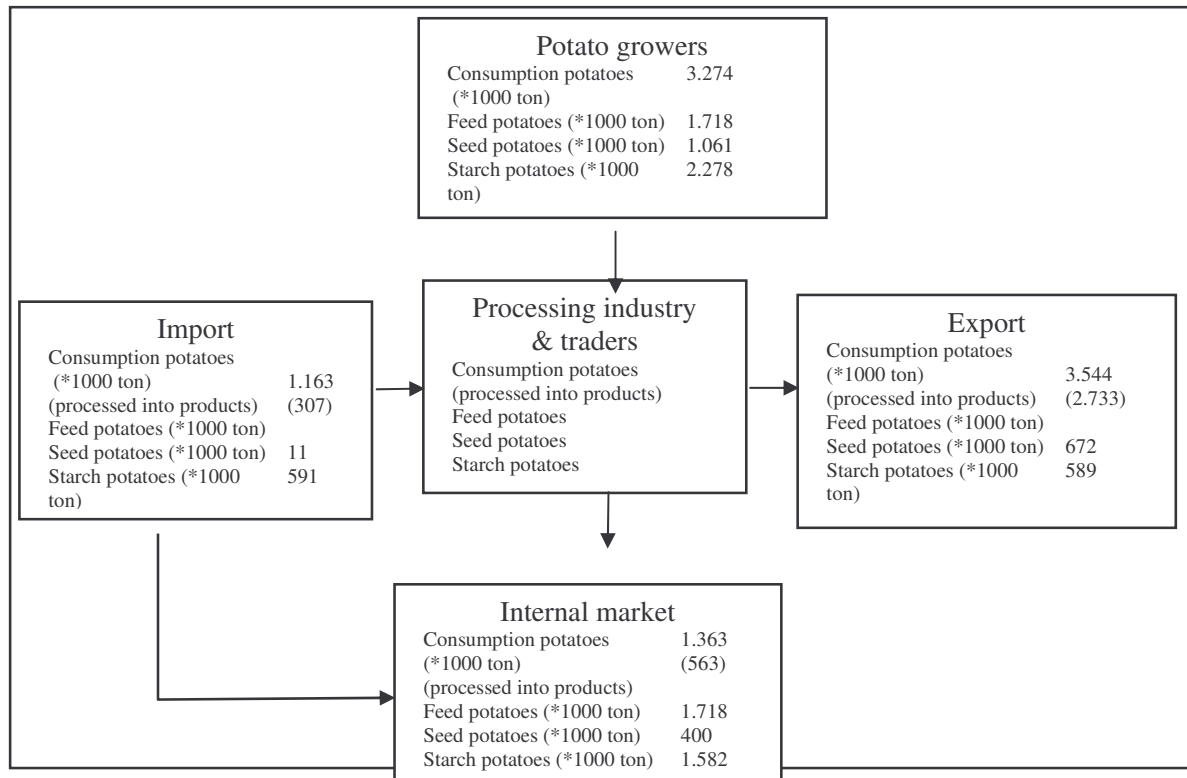 Potato growers
Consumption potatoes 3.274
(*1000 ton)
Feed potatoes (*1000 ton) 1.718
Seed potatoes (*1000 ton) 1.061
Starch potatoes (*1000 2.278
ton)
Import
Consumption potatoes
(*1000 ton) 1.163
(processed into products) (307)
Feed potatoes (*1000 ton)
Seed potatoes (*1000 ton) 11
Starch potatoes (*1000 591
ton)
Processing industry
& traders
Consumption potatoes
(processed into products)
Feed potatoes
Seed potatoes
Starch potatoes
Export
Consumption potatoes
(*1000 ton) 3.544
(processed into products) (2.733)
Feed potatoes (*1000 ton)
Seed potatoes (*1000 ton) 672
Starch potatoes (*1000 589
ton)
Internal market
Consumption potatoes 1.363
(*1000 ton) (563)
(processed into products)
Feed potatoes (*1000 ton) 1.718
Seed potatoes (*1000 ton) 400
Starch potatoes (*1000 ton) 1.582